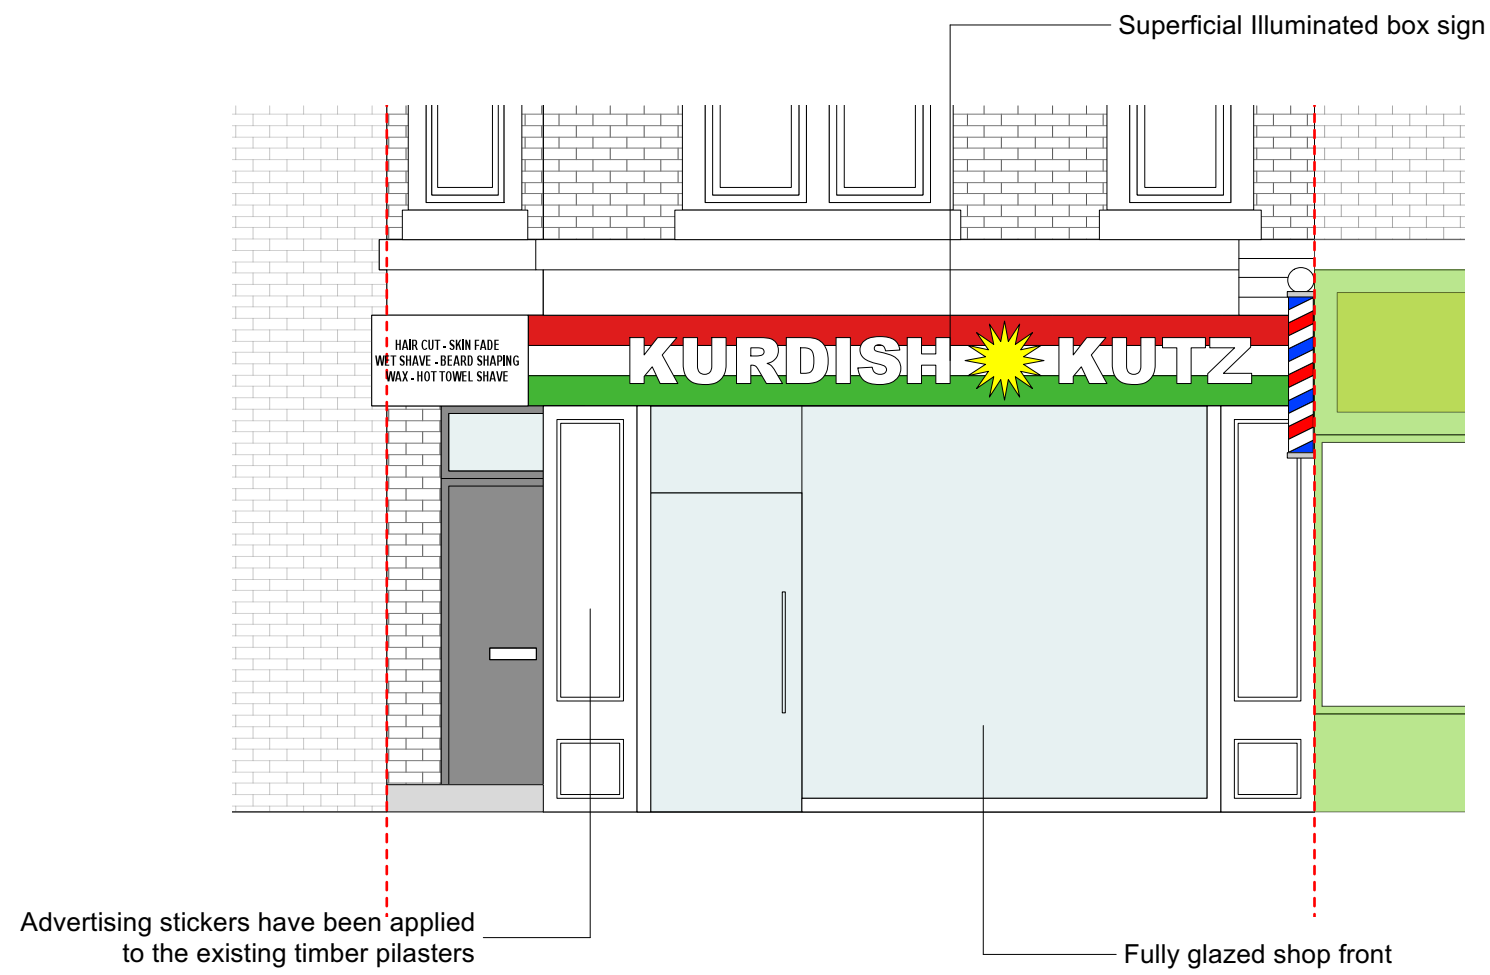 Superficial Illuminated box sign
HAIR CUT - SKIN FADE
WET SHAVE - BEARD SHAPING
WAX - HOT TOWEL SHAVE
KURDISH KUTZ
Advertising stickers have been applied
to the existing timber pilasters
Fully glazed shop front